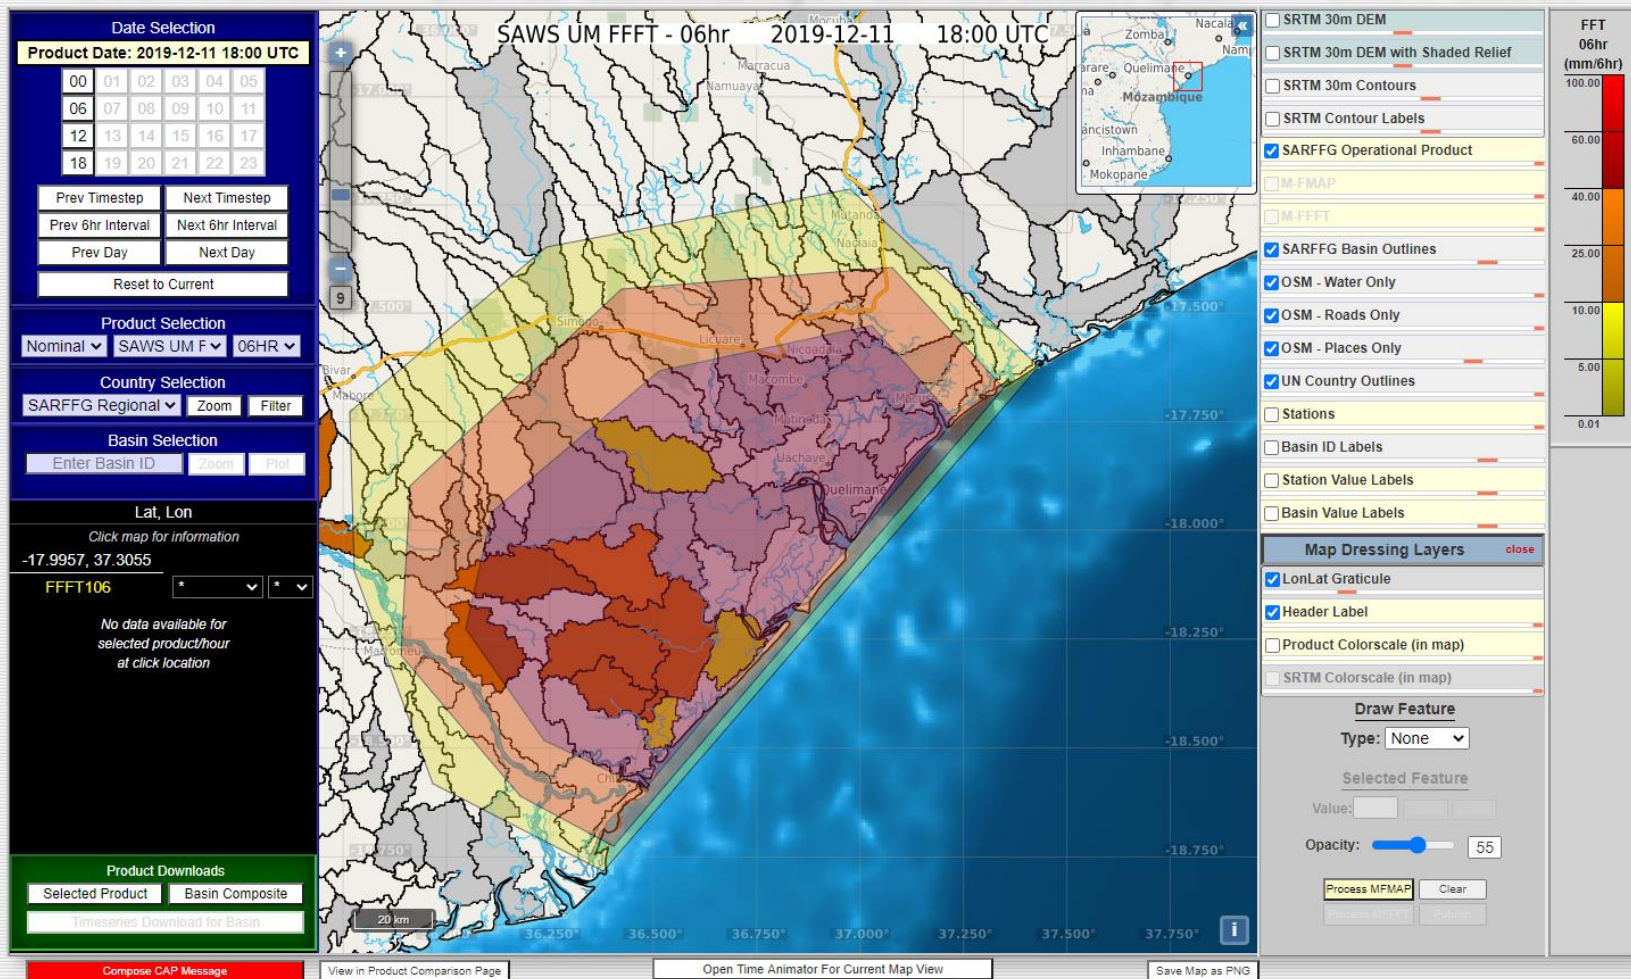 Date Selection
Product Date: 2019-12-11 18:00 UTC
00 01 02 03 04 05
06 07 08 09 10 11
12 13 14 15 16 17
18 19 20 21 22 23
Prev Timestep Next Timestep
Prev 6hr Interval Next 6hr Interval
Prev Day Next Day
Reset to Current
Product Selection
Nominal SAWS UM F 06HR
Country Selection
SARFFG Regional Zoom Filter
Basin Selection
Enter Basin ID Zoom Plot
Lat, Lon
Click map for information
-17.9957, 37.3055
FFFT106 * *
No data available for
selected product/hour
at click location
Product Downloads
Selected Product Basin Composite
Timeseries Download for Basin
Compose CAP Message
View in Product Comparison Page
Open Time Animator For Current Map View
Save Map as PNG
SAWS UM FFFT - 06hr 2019-12-11 18:00 UTC
+
−
9
Mocuba
Marracua
Namuaya
Mutanda
Naciaia
Simogo
Licuare
Nicoadala
Bivar
Mabore
Macombe
Uachave
Quelimane
Marromeu
-17.500°
-17.750°
-18.000°
-18.250°
-18.500°
-18.750°
20 km
36.250° 36.500° 36.750° 37.000° 37.250° 37.500° 37.750°
i
«
Nacala
Zomba
Nam
arare
Quelimane
Mozambique
ancistown
Inhambane
Mokopane
SRTM 30m DEM
SRTM 30m DEM with Shaded Relief
SRTM 30m Contours
SRTM Contour Labels
SARFFG Operational Product
M-FMAP
M-FFFT
SARFFG Basin Outlines
OSM - Water Only
OSM - Roads Only
OSM - Places Only
UN Country Outlines
Stations
Basin ID Labels
Station Value Labels
Basin Value Labels
Map Dressing Layers close
LonLat Graticule
Header Label
Product Colorscale (in map)
SRTM Colorscale (in map)
Draw Feature
Type: None
Selected Feature
Value:
Opacity: 55
Process MFMAP Clear
Process MFFFT Publish
FFT
06hr
(mm/6hr)
100.00
60.00
40.00
25.00
10.00
5.00
0.01